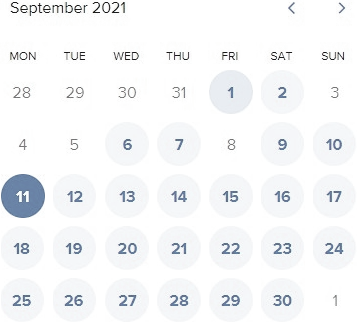 September 2021
MON TUE WED THU FRI SAT SUN
28 29 30 31 1 2 3
4 5 6 7 8 9 10
11 12 13 14 15 16 17
18 19 20 21 22 23 24
25 26 27 28 29 30 1